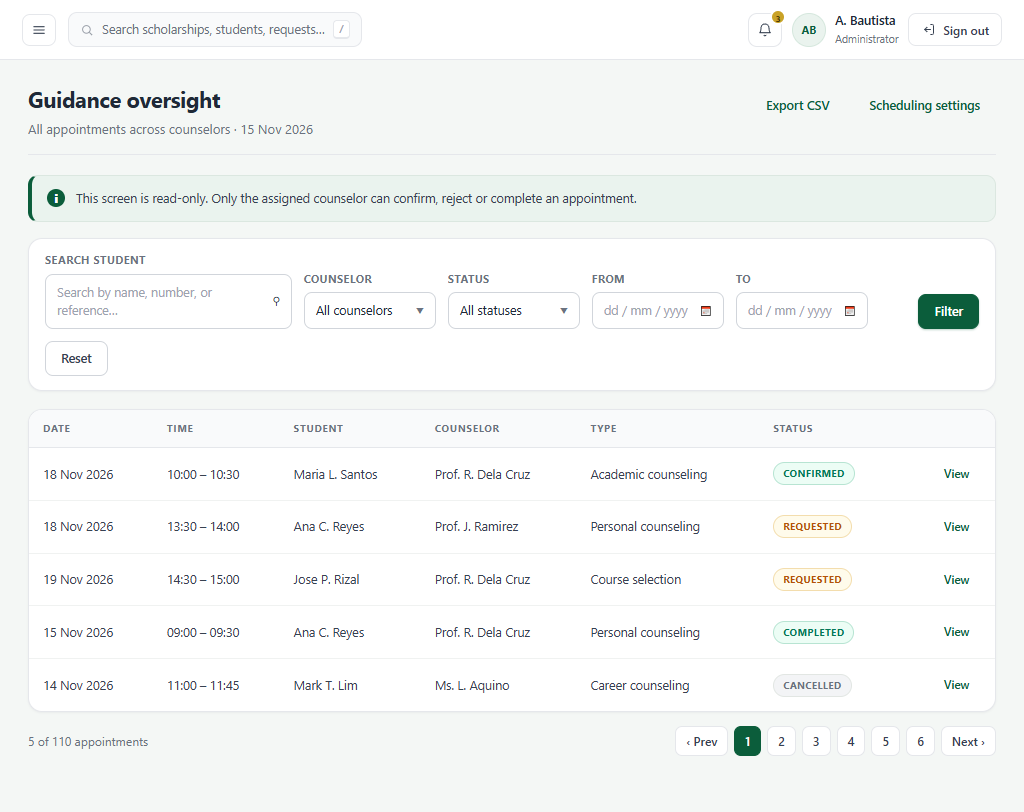 Search scholarships, students, requests... /
3
AB
A. Bautista
Administrator
Sign out
Guidance oversight
All appointments across counselors · 15 Nov 2026
Export CSV
Scheduling settings
This screen is read-only. Only the assigned counselor can confirm, reject or complete an appointment.
SEARCH STUDENT
Search by name, number, or
reference...
COUNSELOR
All counselors
STATUS
All statuses
FROM
dd / mm / yyyy
TO
dd / mm / yyyy
Filter
Reset
DATE TIME STUDENT COUNSELOR TYPE STATUS
18 Nov 2026 10:00 – 10:30 Maria L. Santos Prof. R. Dela Cruz Academic counseling CONFIRMED View
18 Nov 2026 13:30 – 14:00 Ana C. Reyes Prof. J. Ramirez Personal counseling REQUESTED View
19 Nov 2026 14:30 – 15:00 Jose P. Rizal Prof. R. Dela Cruz Course selection REQUESTED View
15 Nov 2026 09:00 – 09:30 Ana C. Reyes Prof. R. Dela Cruz Personal counseling COMPLETED View
14 Nov 2026 11:00 – 11:45 Mark T. Lim Ms. L. Aquino Career counseling CANCELLED View
5 of 110 appointments
‹ Prev 1 2 3 4 5 6 Next ›